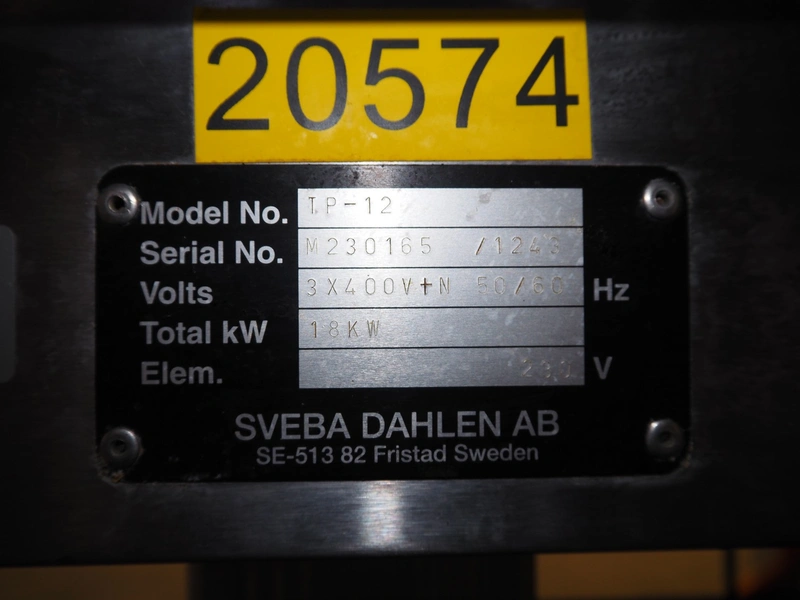 20574
Model No. TP-12
Serial No. M230165 /1243
Volts 3X400V+N 50/60 Hz
Total kW 18KW
Elem. 230 V
SVEBA DAHLEN AB
SE-513 82 Fristad Sweden